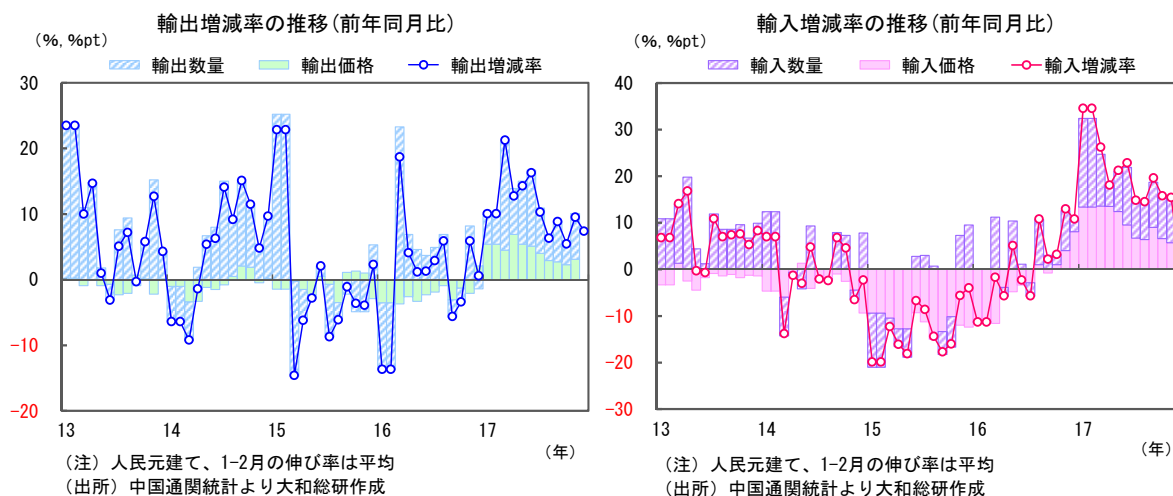 輸出増減率の推移(前年同月比)
(%, %pt)
輸出数量
輸出価格
輸出増減率
30
20
10
0
-10
-20
13
14
15
16
17
(年)
(注) 人民元建て、1-2月の伸び率は平均
(出所) 中国通関統計より大和総研作成
輸入増減率の推移(前年同月比)
(%, %pt)
輸入数量
輸入価格
輸入増減率
40
30
20
10
0
-10
-20
-30
13
14
15
16
17
(年)
(注) 人民元建て、1-2月の伸び率は平均
(出所) 中国通関統計より大和総研作成